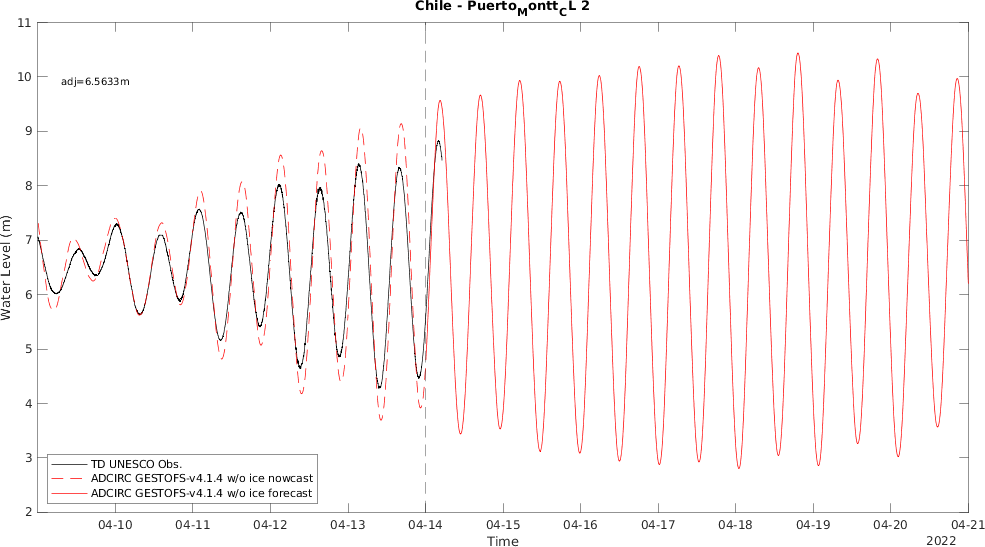 Chile - PuertoMonttCL 2
11
adj=6.5633m
10
9
8
7
6
5
4
3
2
Water Level (m)
TD UNESCO Obs.
ADCIRC GESTOFS-v4.1.4 w/o ice nowcast
ADCIRC GESTOFS-v4.1.4 w/o ice forecast
04-10 04-11 04-12 04-13 04-14 04-15 04-16 04-17 04-18 04-19 04-20 04-21
Time
2022